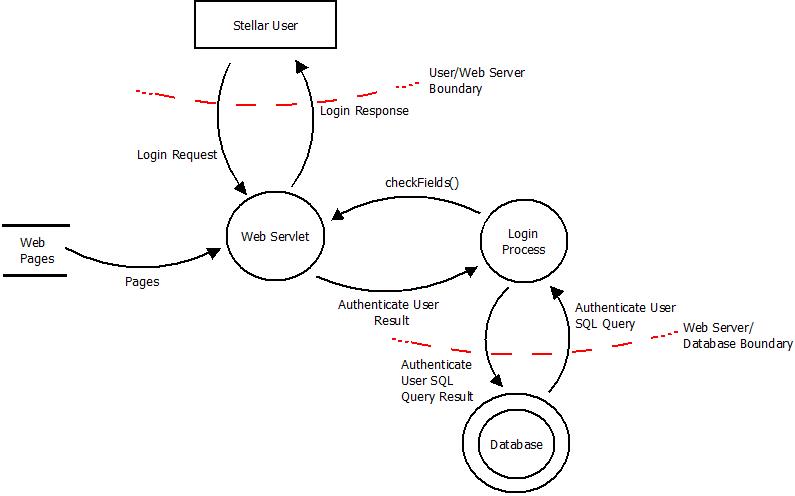 Stellar User
User/Web Server
Boundary
Login Response
Login Request
checkFields()
Web Servlet
Login
Process
Web
Pages
Pages
Authenticate User
Result
Authenticate User
SQL Query
Web Server/
Database Boundary
Authenticate
User SQL
Query Result
Database